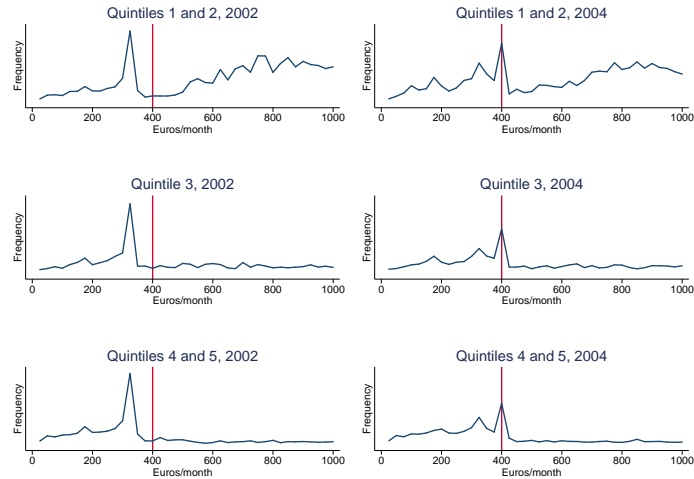 Quintiles 1 and 2, 2002
Frequency
0 200 400 600 800 1000
Euros/month
Quintiles 1 and 2, 2004
Frequency
0 200 400 600 800 1000
Euros/month
Quintile 3, 2002
Frequency
0 200 400 600 800 1000
Euros/month
Quintile 3, 2004
Frequency
0 200 400 600 800 1000
Euros/month
Quintiles 4 and 5, 2002
Frequency
0 200 400 600 800 1000
Euros/month
Quintiles 4 and 5, 2004
Frequency
0 200 400 600 800 1000
Euros/month